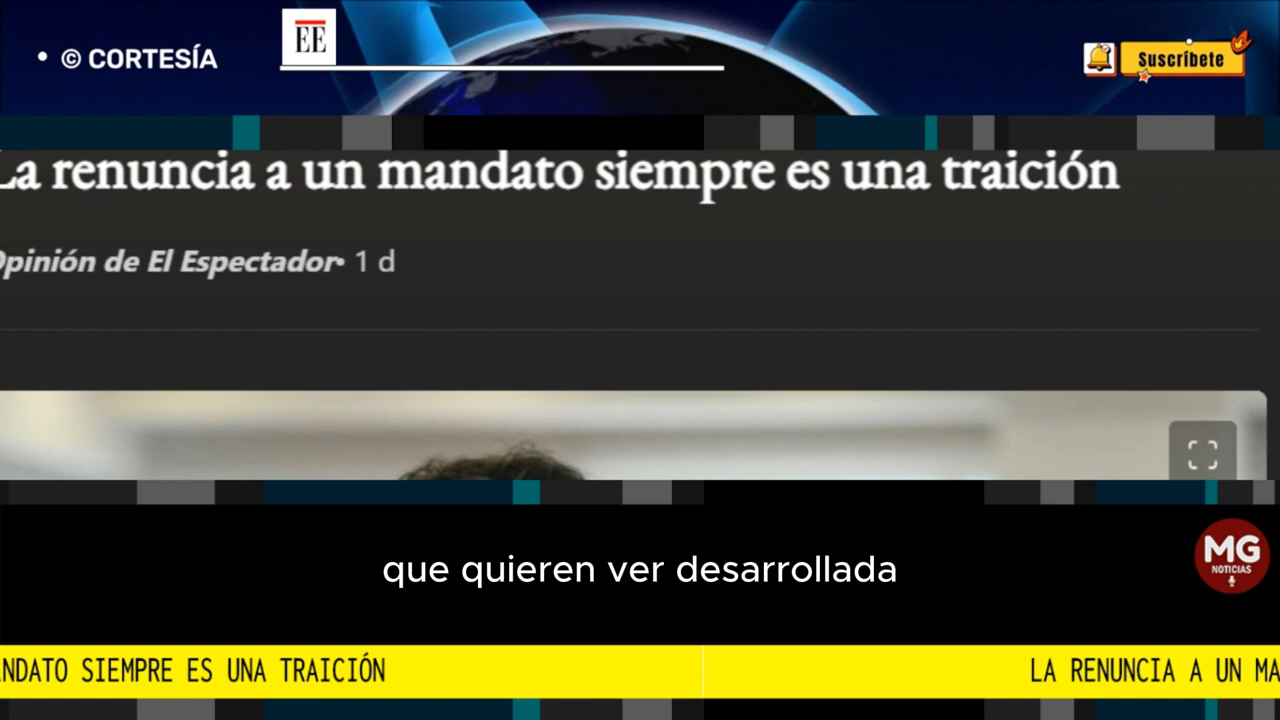 • © CORTESÍA
EE
Suscríbete
La renuncia a un mandato siempre es una traición
Opinión de El Espectador• 1 d
que quieren ver desarrollada
MG
NOTICIAS
NDATO SIEMPRE ES UNA TRAICIÓN
LA RENUNCIA A UN MA